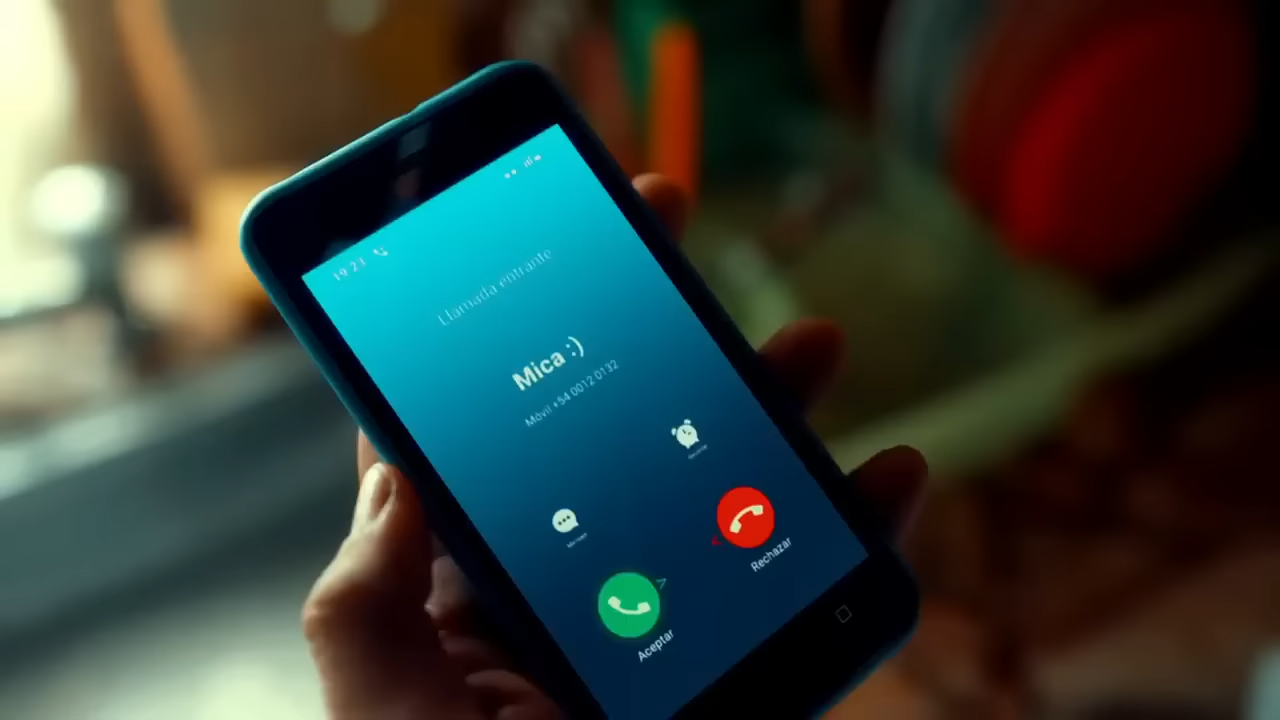 19:21
Llamada entrante
Mica :)
Móvil +54 0012 0132
Aceptar
Rechazar